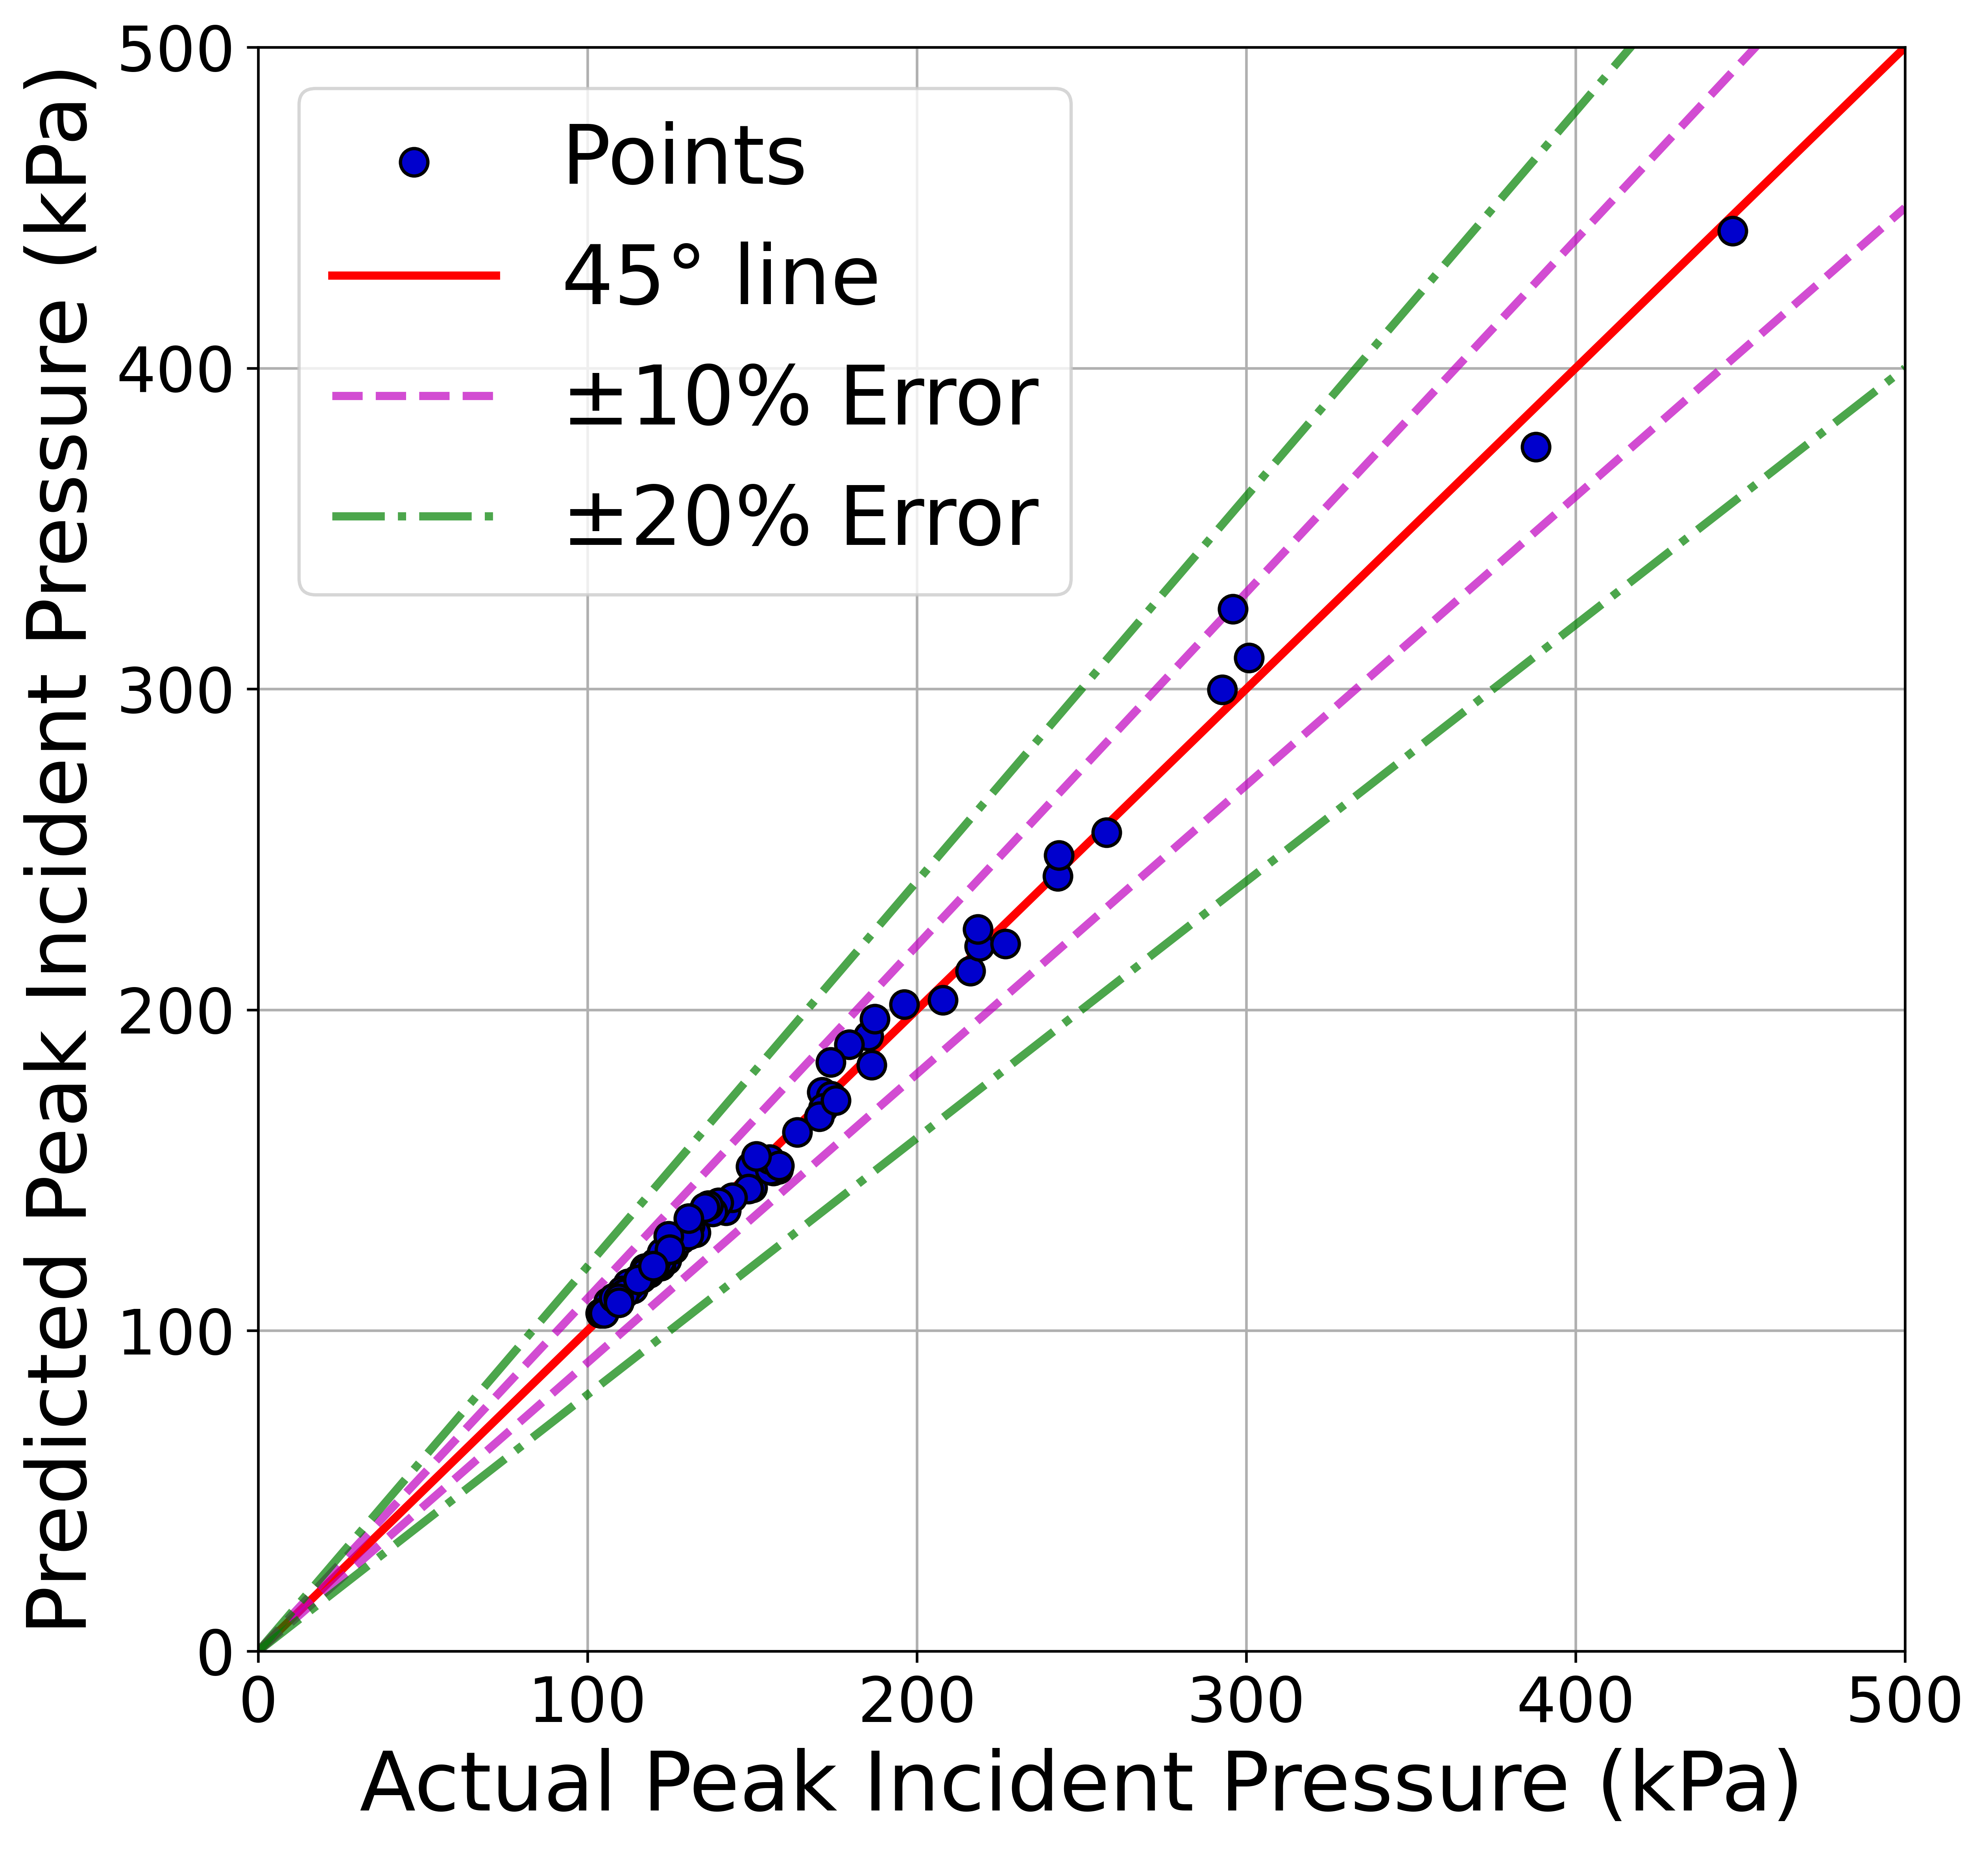 Predicted Peak Incident Pressure (kPa)
500
400
300
200
100
0
Points
45° line
±10% Error
±20% Error
0 100 200 300 400 500
Actual Peak Incident Pressure (kPa)